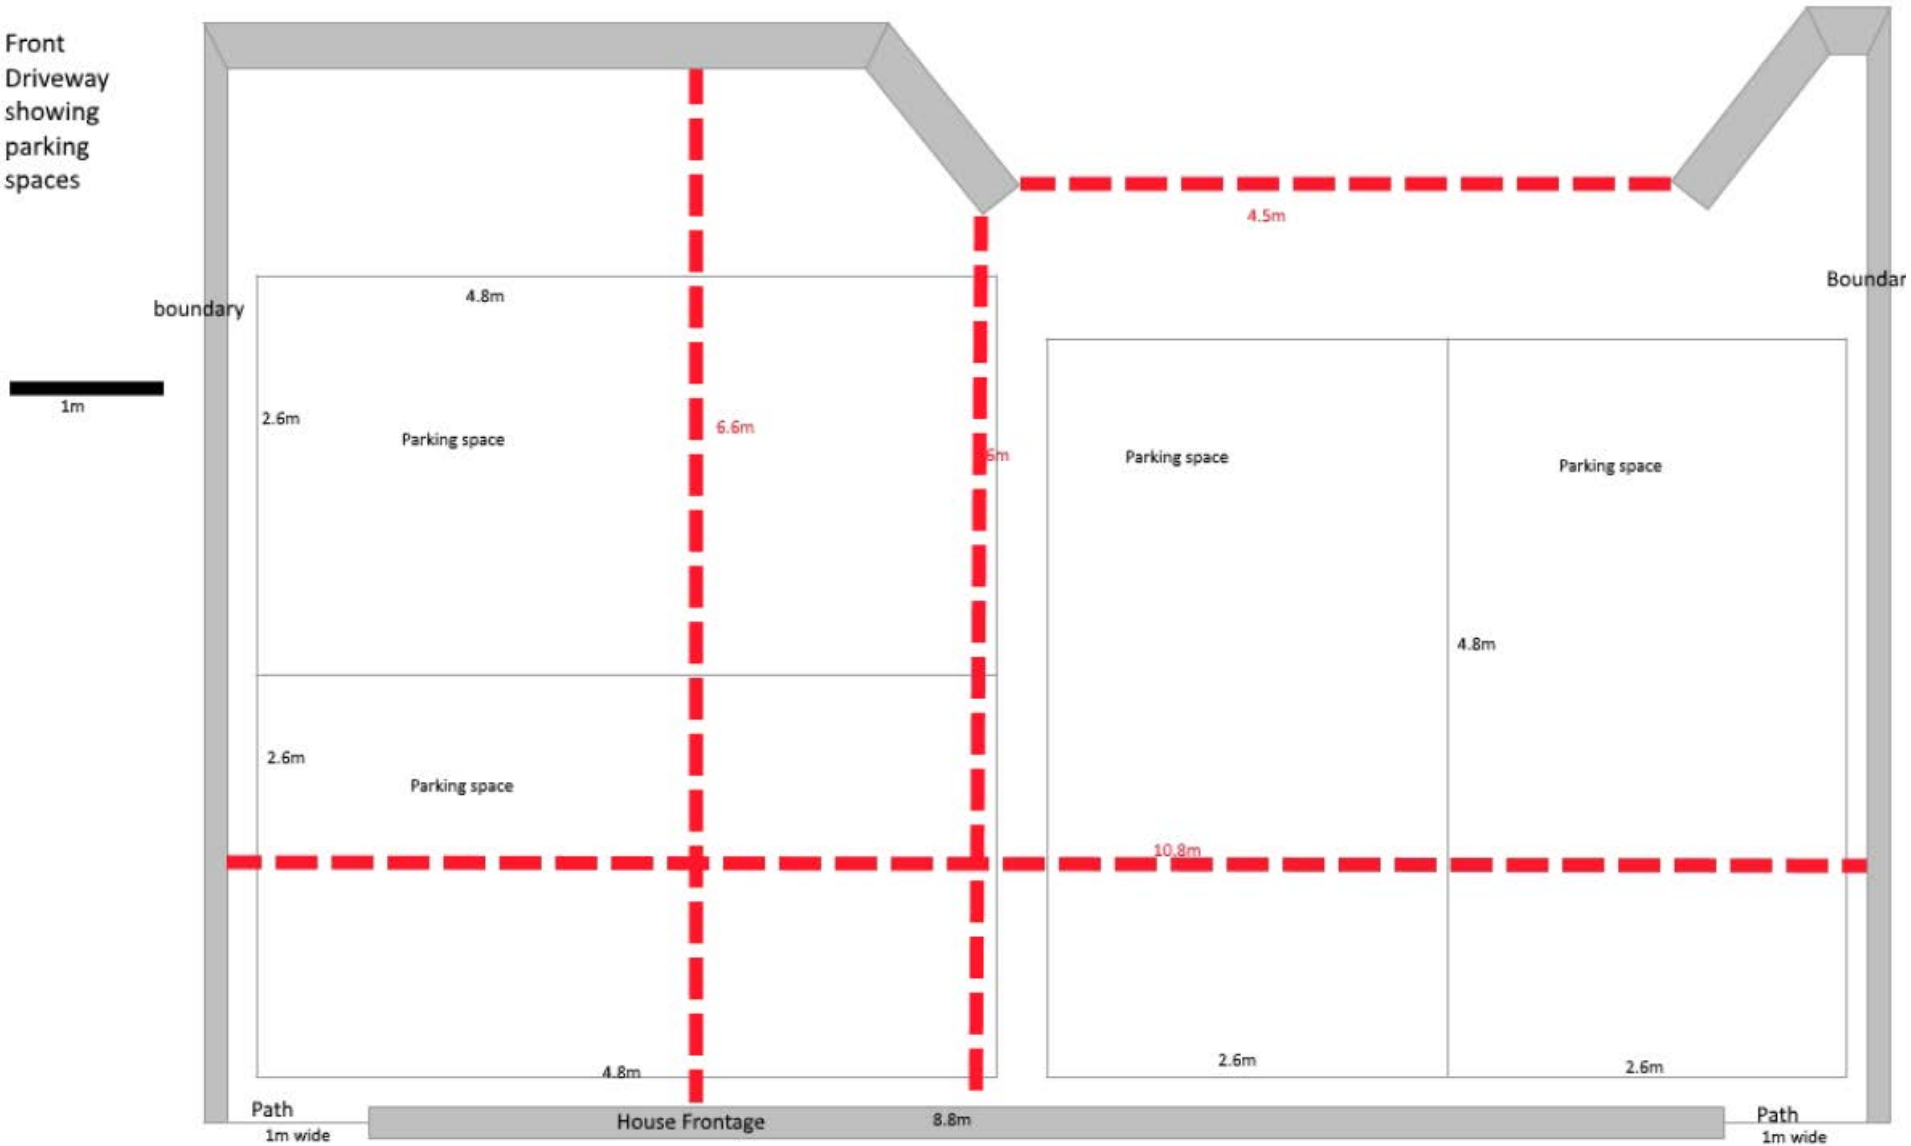 Front
Driveway
showing
parking
spaces
4.5m
Boundar
4.8m
boundary
1m
2.6m
Parking space
6.6m
6m
Parking space
Parking space
4.8m
2.6m
Parking space
10.8m
4.8m
2.6m
2.6m
Path
1m wide
House Frontage
8.8m
Path
1m wide